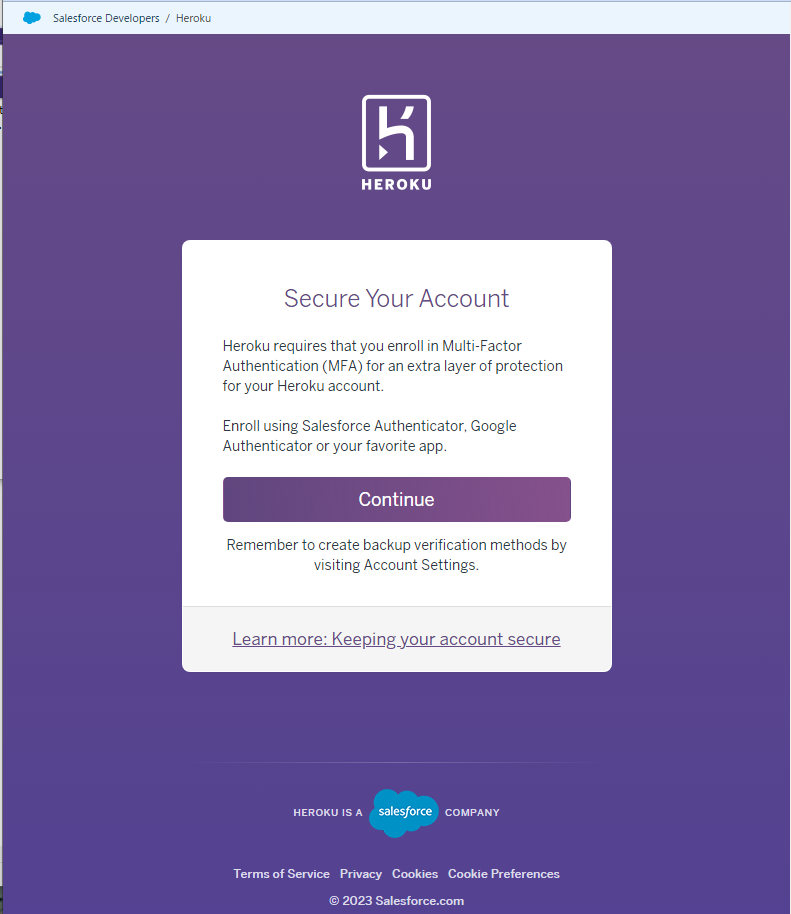 Salesforce Developers / Heroku
HEROKU
Secure Your Account
Heroku requires that you enroll in Multi-Factor
Authentication (MFA) for an extra layer of protection
for your Heroku account.
Enroll using Salesforce Authenticator, Google
Authenticator or your favorite app.
Continue
Remember to create backup verification methods by
visiting Account Settings.
Learn more: Keeping your account secure
HEROKU IS A salesforce COMPANY
Terms of Service Privacy Cookies Cookie Preferences
© 2023 Salesforce.com